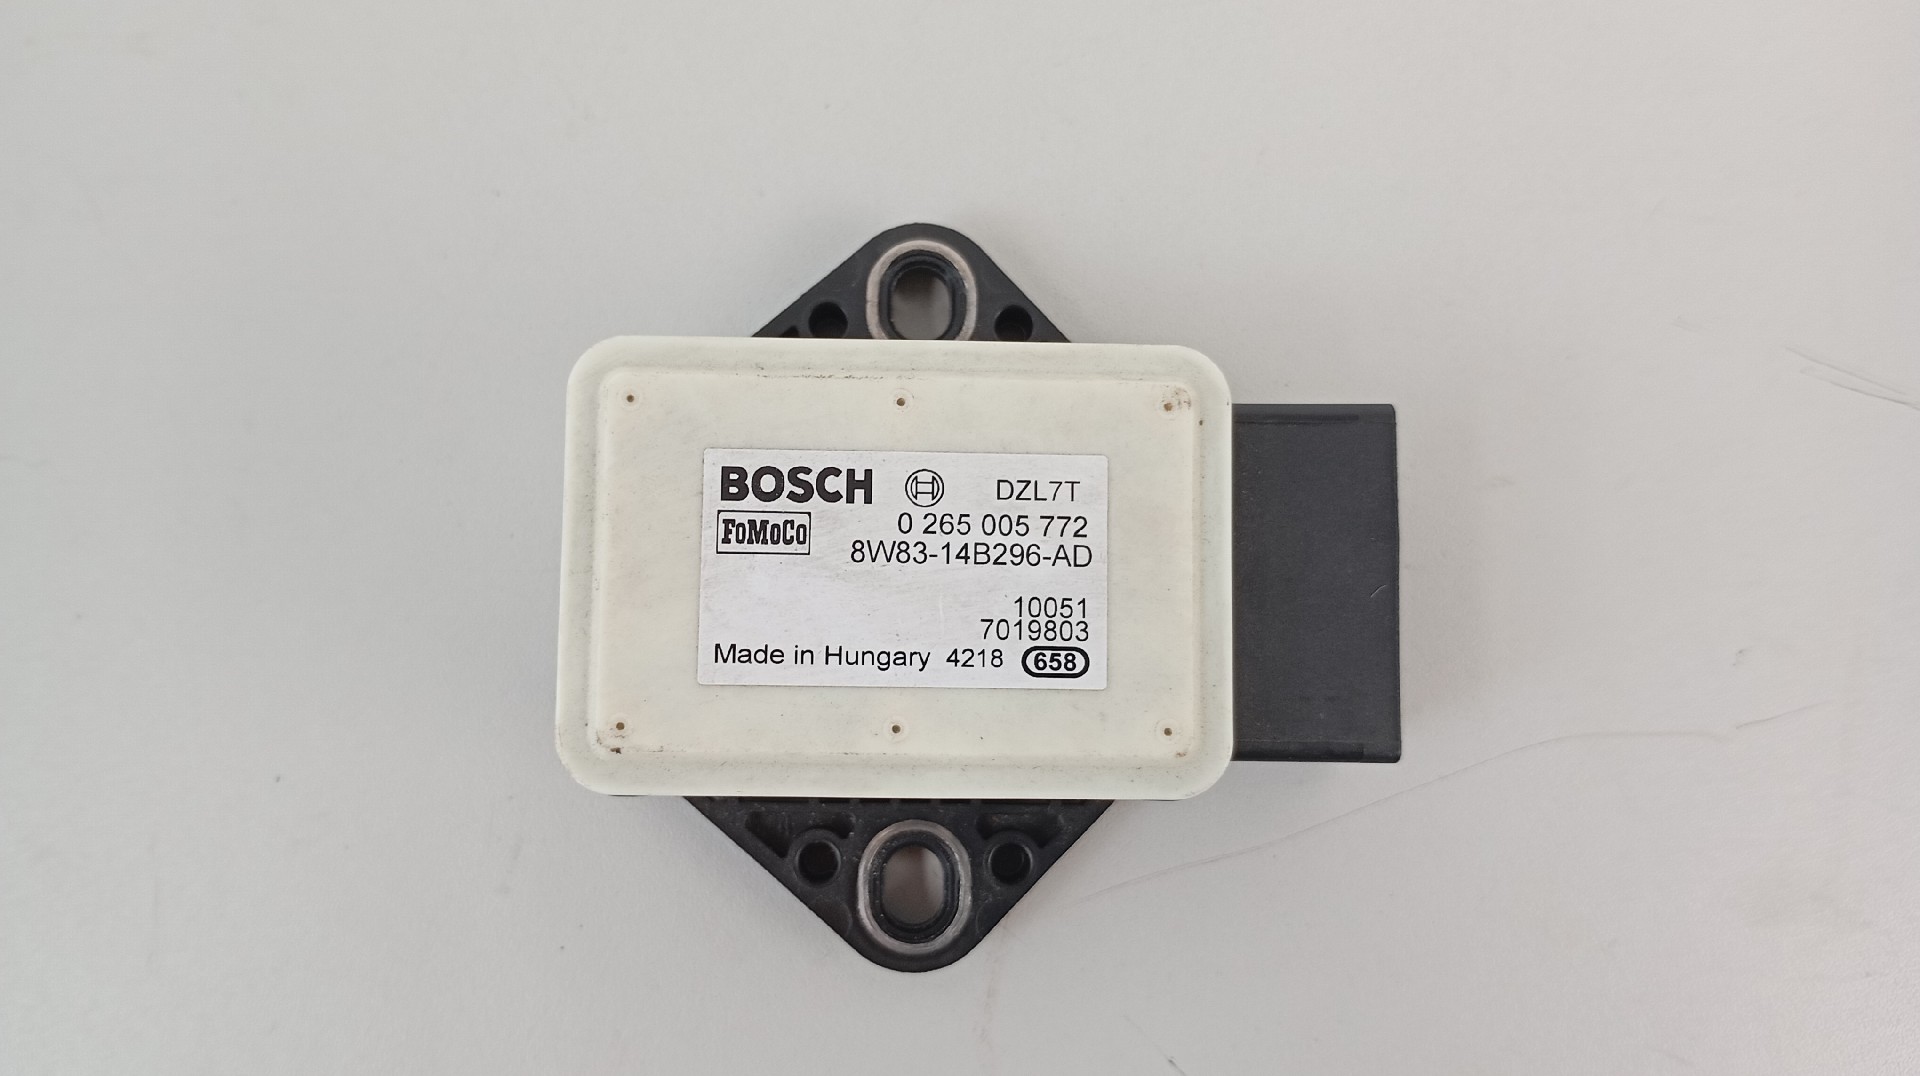 BOSCH DZL7T
FoMoCo 0 265 005 772
8W83-14B296-AD
10051
7019803
Made in Hungary 4218 658